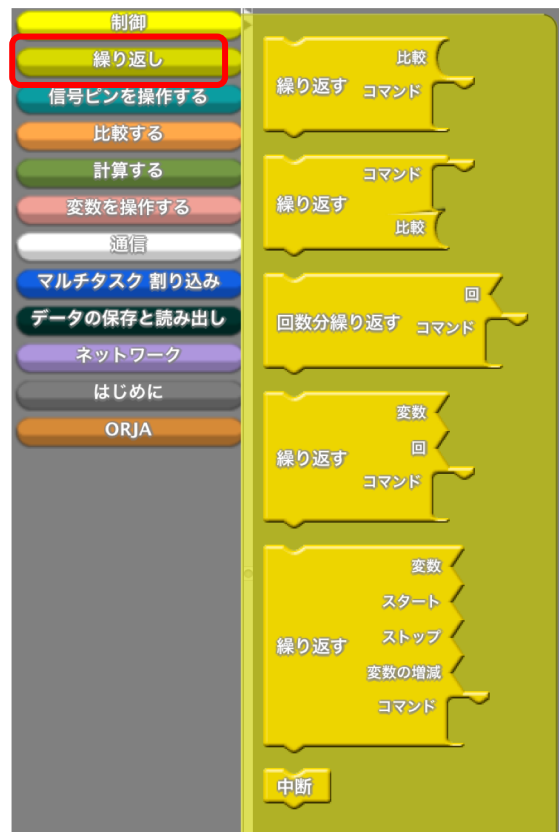 制御
繰り返し
信号ピンを操作する
比較する
計算する
変数を操作する
通信
マルチタスク 割り込み
データの保存と読み出し
ネットワーク
はじめに
ORJA
比較
繰り返す コマンド
コマンド
繰り返す
比較
回
回数分繰り返す コマンド
変数
回
繰り返す
コマンド
変数
スタート
繰り返す ストップ
変数の増減
コマンド
中断